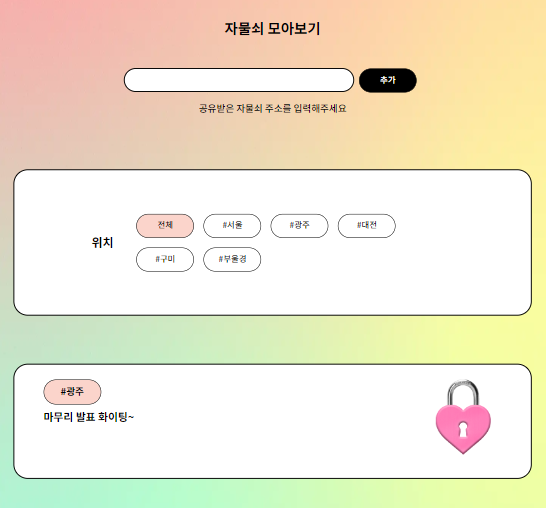 자물쇠 모아보기
추가
공유받은 자물쇠 주소를 입력해주세요
위치
전체 #서울 #광주 #대전
#구미 #부울경
#광주
마무리 발표 화이팅~